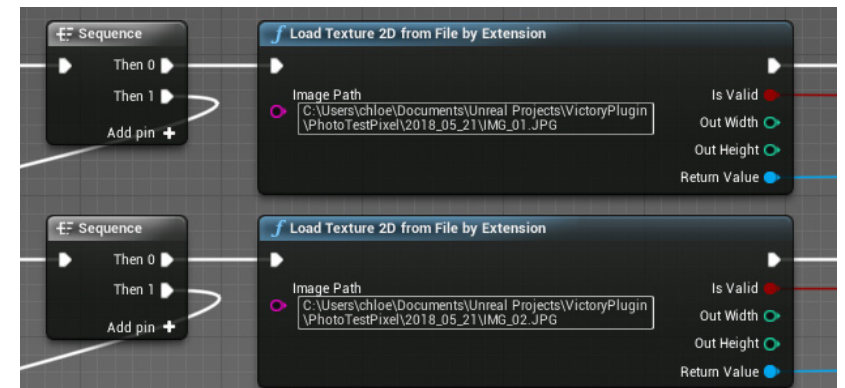 Sequence
Load Texture 2D from File by Extension
Then 0
Then 1
Image Path
Is Valid
C:\Users\chloe\Documents\Unreal Projects\VictoryPlugin
\PhotoTestPixel\2018_05_21\IMG_01.JPG
Out Width
Add pin
Out Height
Return Value
Sequence
Load Texture 2D from File by Extension
Then 0
Then 1
Image Path
Is Valid
C:\Users\chloe\Documents\Unreal Projects\VictoryPlugin
\PhotoTestPixel\2018_05_21\IMG_02.JPG
Out Width
Add pin
Out Height
Return Value